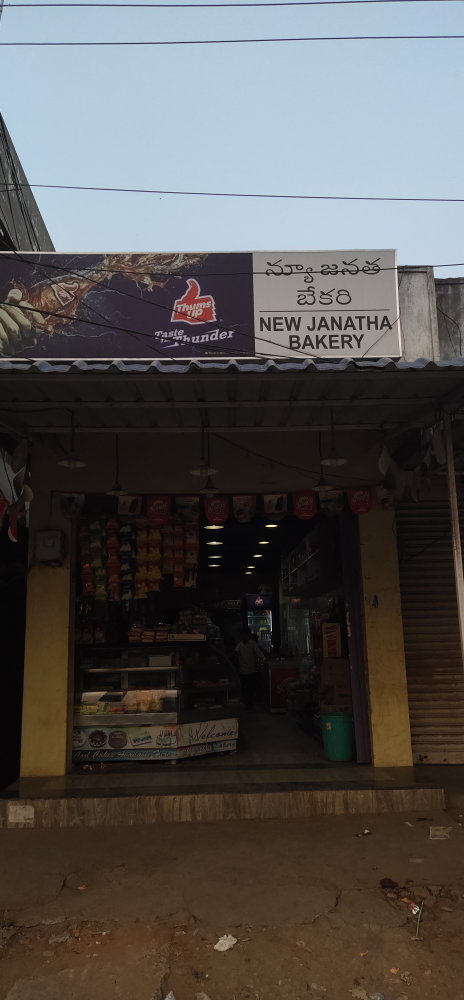 న్యూ జనత
బేకరి
NEW JANATHA
BAKERY
Thums
Up
Taste
the Thunder
Welcome